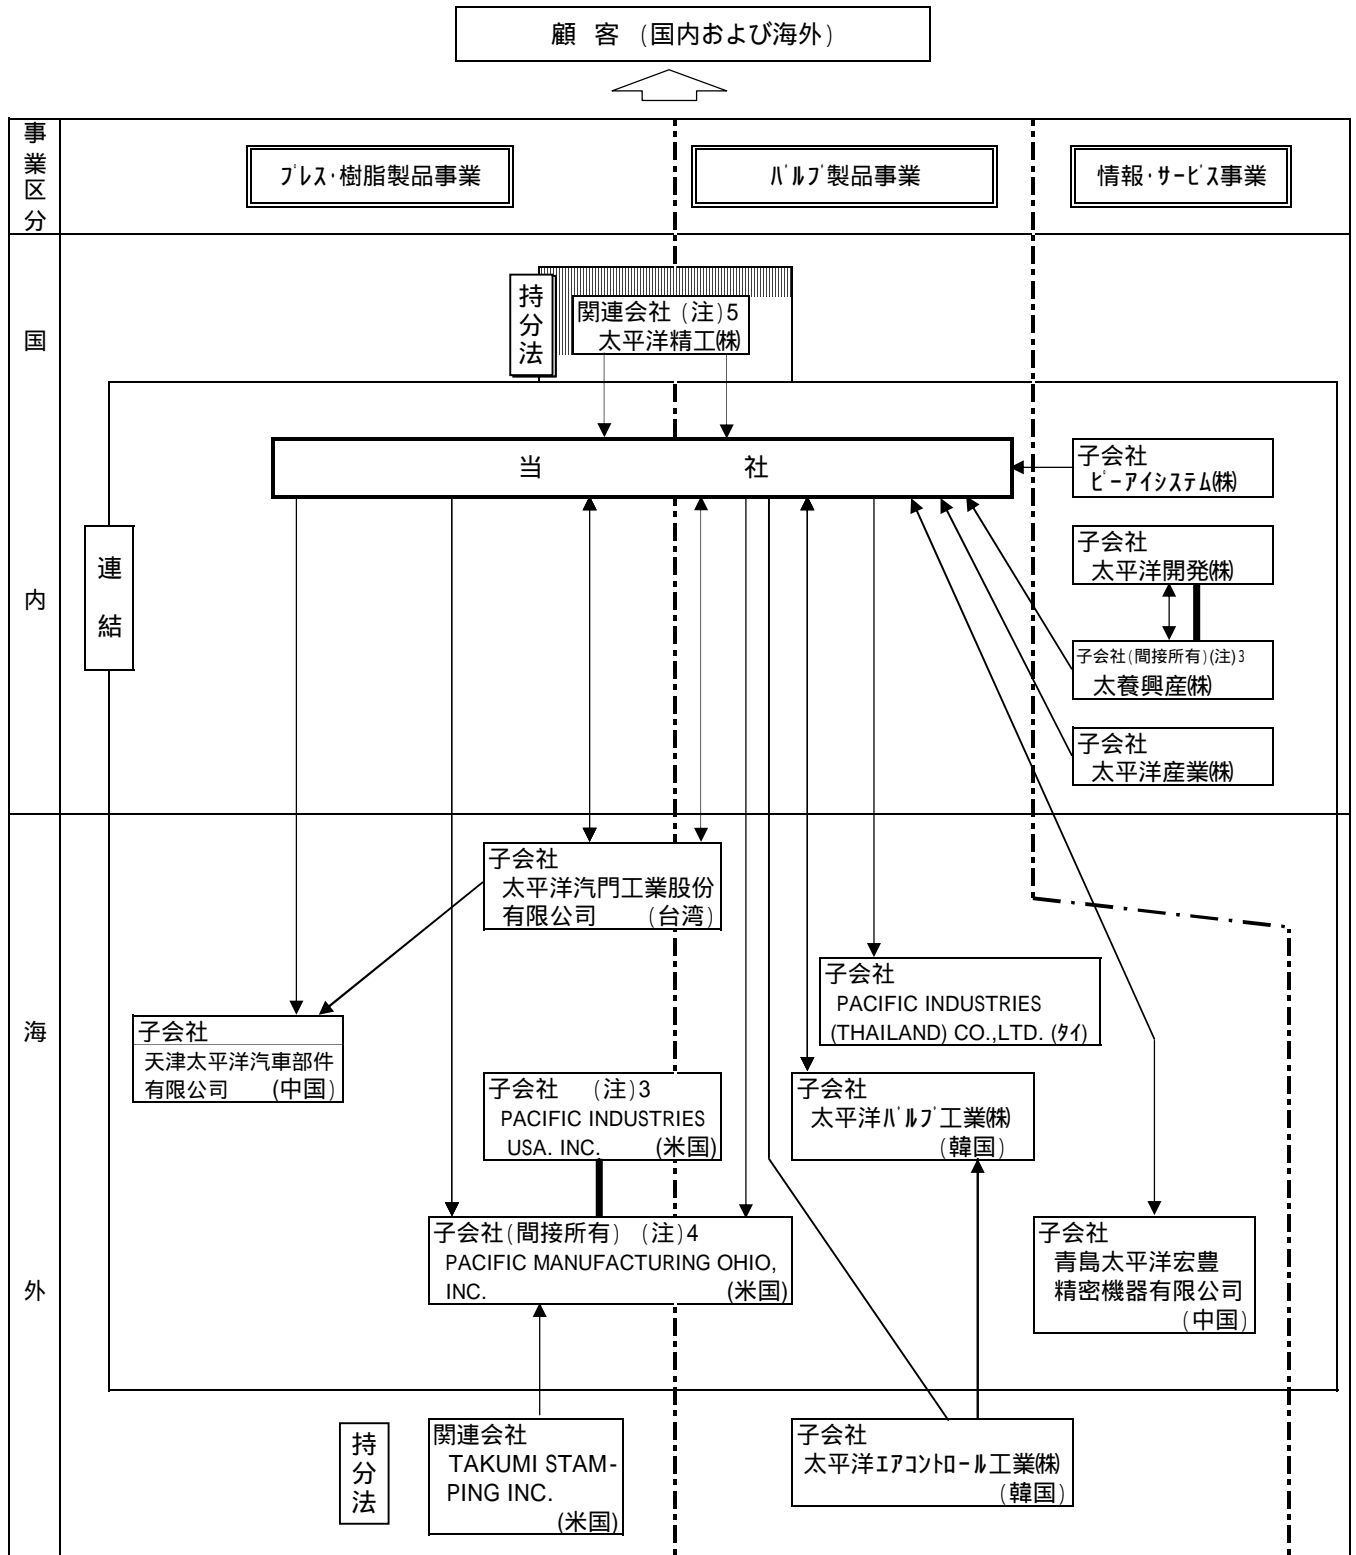 顧 客 (国内および海外)
事業区分
プレス・樹脂製品事業
バルブ製品事業
情報・サービス事業
国
内
持分法
関連会社 (注)5
太平洋精工㈱
当 社
連結
子会社
ピーアイシステム㈱
子会社
太平洋開発㈱
子会社(間接所有)(注)3
太養興産㈱
子会社
太平洋産業㈱
海
外
子会社
太平洋汽門工業股份
有限公司 (台湾)
子会社
PACIFIC INDUSTRIES
(THAILAND) CO.,LTD. (タイ)
子会社
天津太平洋汽車部件
有限公司 (中国)
子会社 (注)3
PACIFIC INDUSTRIES
USA. INC. (米国)
子会社
太平洋バルブ工業㈱
(韓国)
子会社(間接所有) (注)4
PACIFIC MANUFACTURING OHIO,
INC. (米国)
子会社
青島太平洋宏豊
精密機器有限公司
(中国)
持分法
関連会社
TAKUMI STAM-
PING INC.
(米国)
子会社
太平洋エアコントロール工業㈱
(韓国)